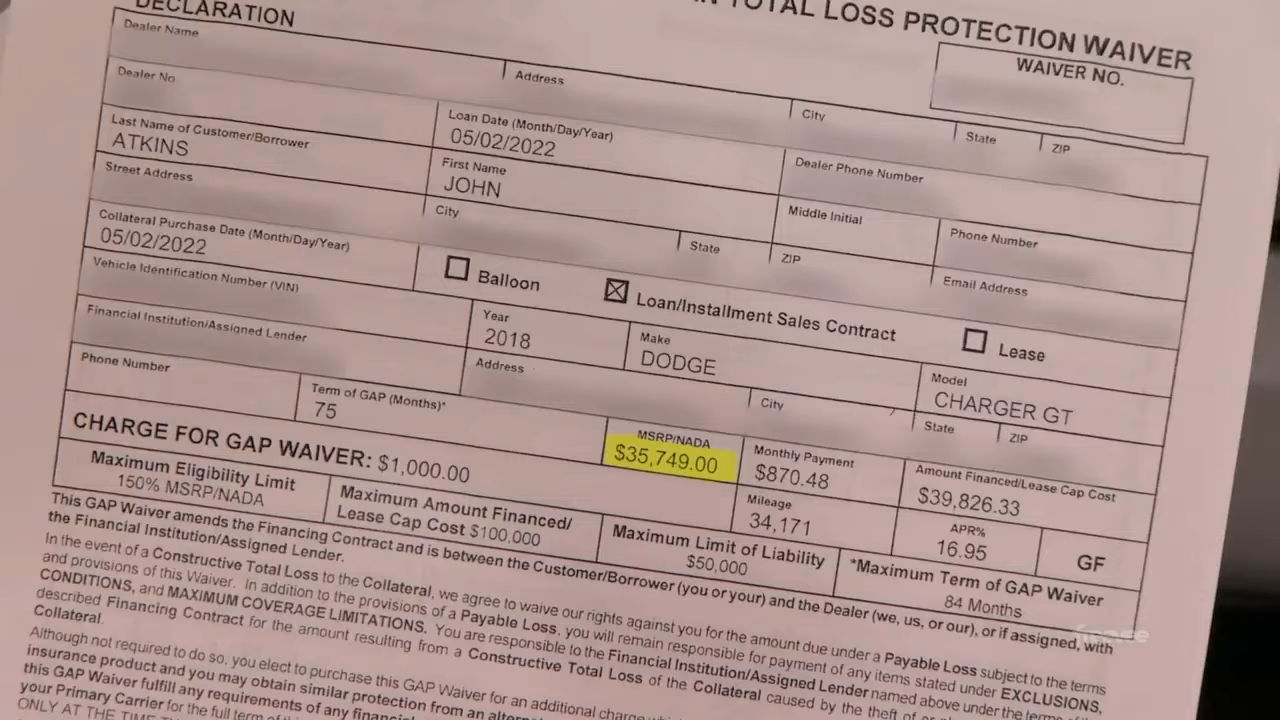 DECLARATION
TOTAL LOSS PROTECTION WAIVER
WAIVER NO.
Dealer Name
Address
City
State
ZIP
Dealer No.
Loan Date (Month/Day/Year)
05/02/2022
Dealer Phone Number
Last Name of Customer/Borrower
ATKINS
First Name
JOHN
Middle Initial
Phone Number
Street Address
City
State
ZIP
Email Address
Collateral Purchase Date (Month/Day/Year)
05/02/2022
Balloon
Loan/Installment Sales Contract
Lease
Vehicle Identification Number (VIN)
Year
2018
Make
DODGE
Model
CHARGER GT
Financial Institution/Assigned Lender
Address
City
State
ZIP
Phone Number
Term of GAP (Months)*
75
MSRP/NADA
$35,749.00
Monthly Payment
$870.48
Amount Financed/Lease Cap Cost
$39,826.33
CHARGE FOR GAP WAIVER: $1,000.00
Mileage
34,171
APR%
16.95
GF
Maximum Eligibility Limit
150% MSRP/NADA
Maximum Amount Financed/
Lease Cap Cost $100,000
Maximum Limit of Liability
$50,000
*Maximum Term of GAP Waiver
84 Months
This GAP Waiver amends the Financing Contract and is between the Customer/Borrower (you or your) and the Dealer (we, us, or our), or if assigned, with
the Financial Institution/Assigned Lender.
In the event of a Constructive Total Loss to the Collateral, we agree to waive our rights against you for the amount due under a Payable Loss subject to the terms
and provisions of this Waiver. In addition to the provisions of a Payable Loss, you will remain responsible for payment of any items stated under EXCLUSIONS,
CONDITIONS, and MAXIMUM COVERAGE LIMITATIONS. You are responsible to the Financial Institution/Assigned Lender named above under the terms of the
described Financing Contract for the amount resulting from a Constructive Total Loss of the Collateral caused by the theft of or
Collateral.
Although not required to do so, you elect to purchase this GAP Waiver for an additional charge
insurance product and you may obtain similar protection from an
this GAP Waiver fulfill any requirements of any
your Primary Carrier for the full term of
ONLY AT THE TIME